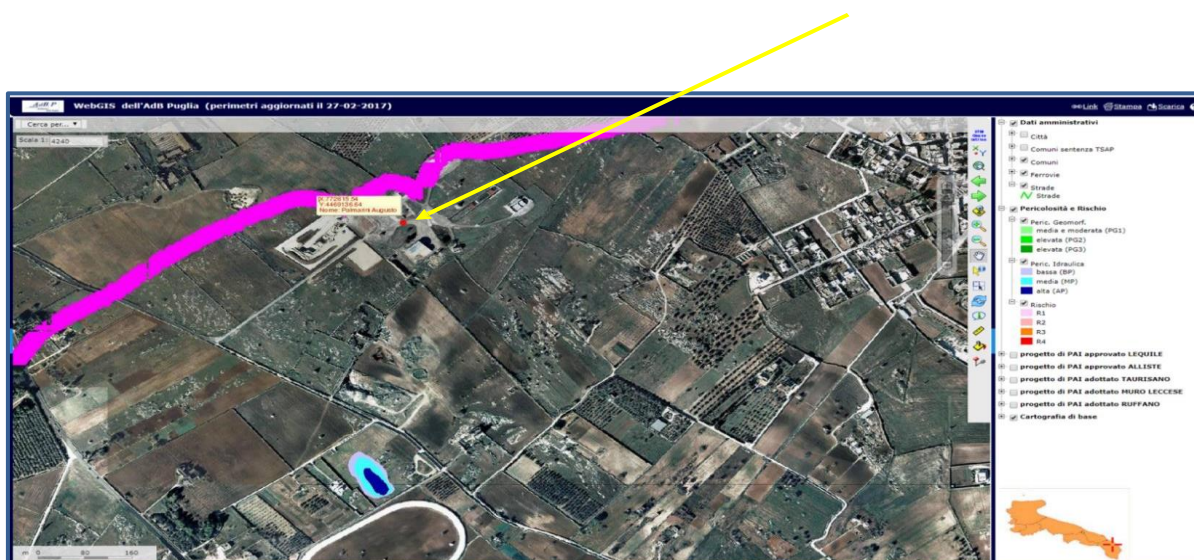 WebGIS dell'AdB Puglia (perimetri aggiornati il 27-02-2017)
Link Stampa Scarica
Cerca per...
Scala 1: 4240
Dati amministrativi
Città
Comuni sentenza TSAP
Comuni
Ferrovie
Strade
Strade
Pericolosità e Rischio
Peric. Geomorf.
media e moderata (PG1)
elevata (PG2)
elevata (PG3)
Peric. Idraulica
bassa (BP)
media (MP)
alta (AP)
Rischio
R1
R2
R3
R4
progetto di PAI approvato LEQUILE
progetto di PAI approvato ALLISTE
progetto di PAI adottato TAURISANO
progetto di PAI adottato MURO LECCESE
progetto di PAI adottato RUFFANO
Cartografia di base
m 0 80 160